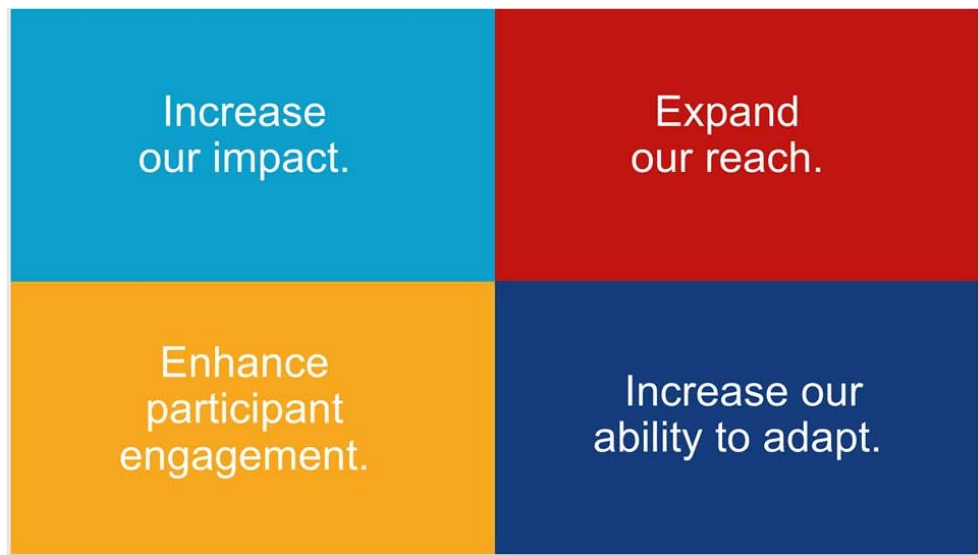 Increase
our impact.
Expand
our reach.
Enhance
participant
engagement.
Increase our
ability to adapt.